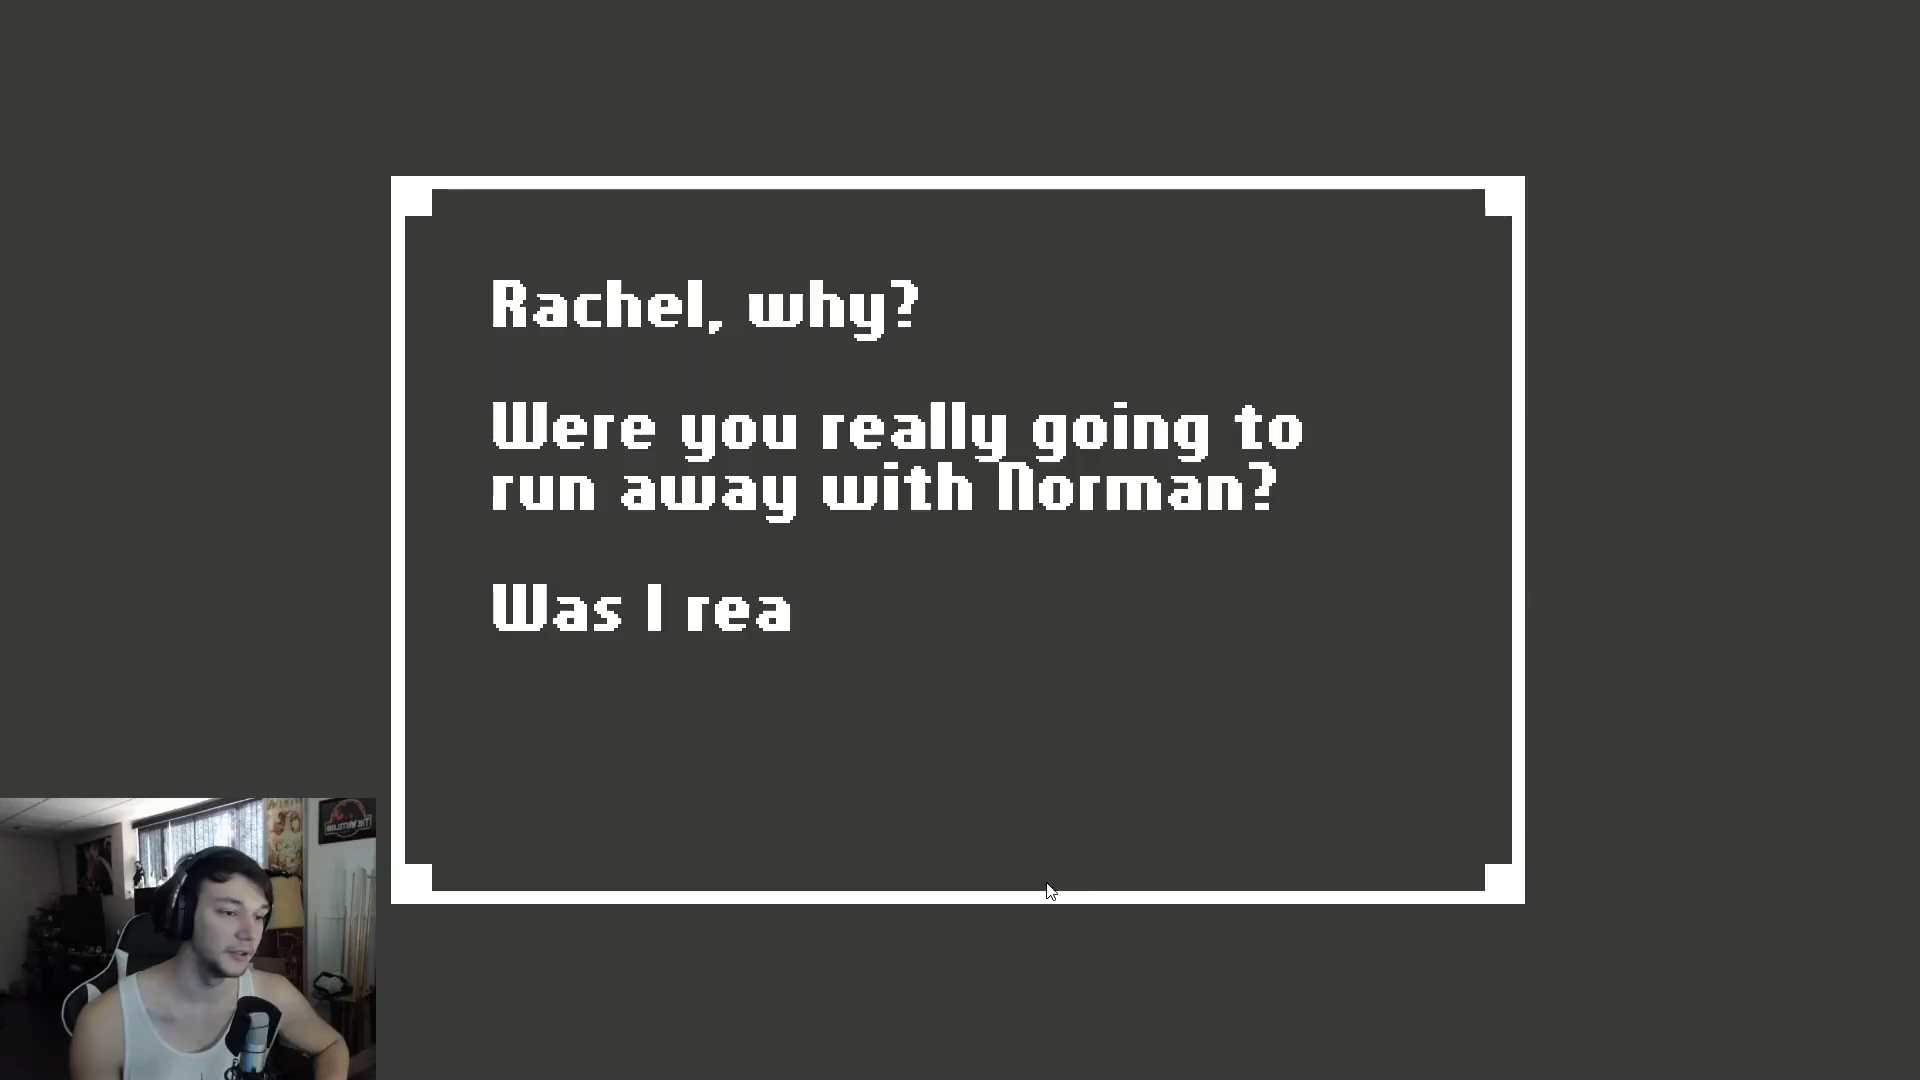 Rachel, why?
Were you really going to
run away with Norman?
Was I rea